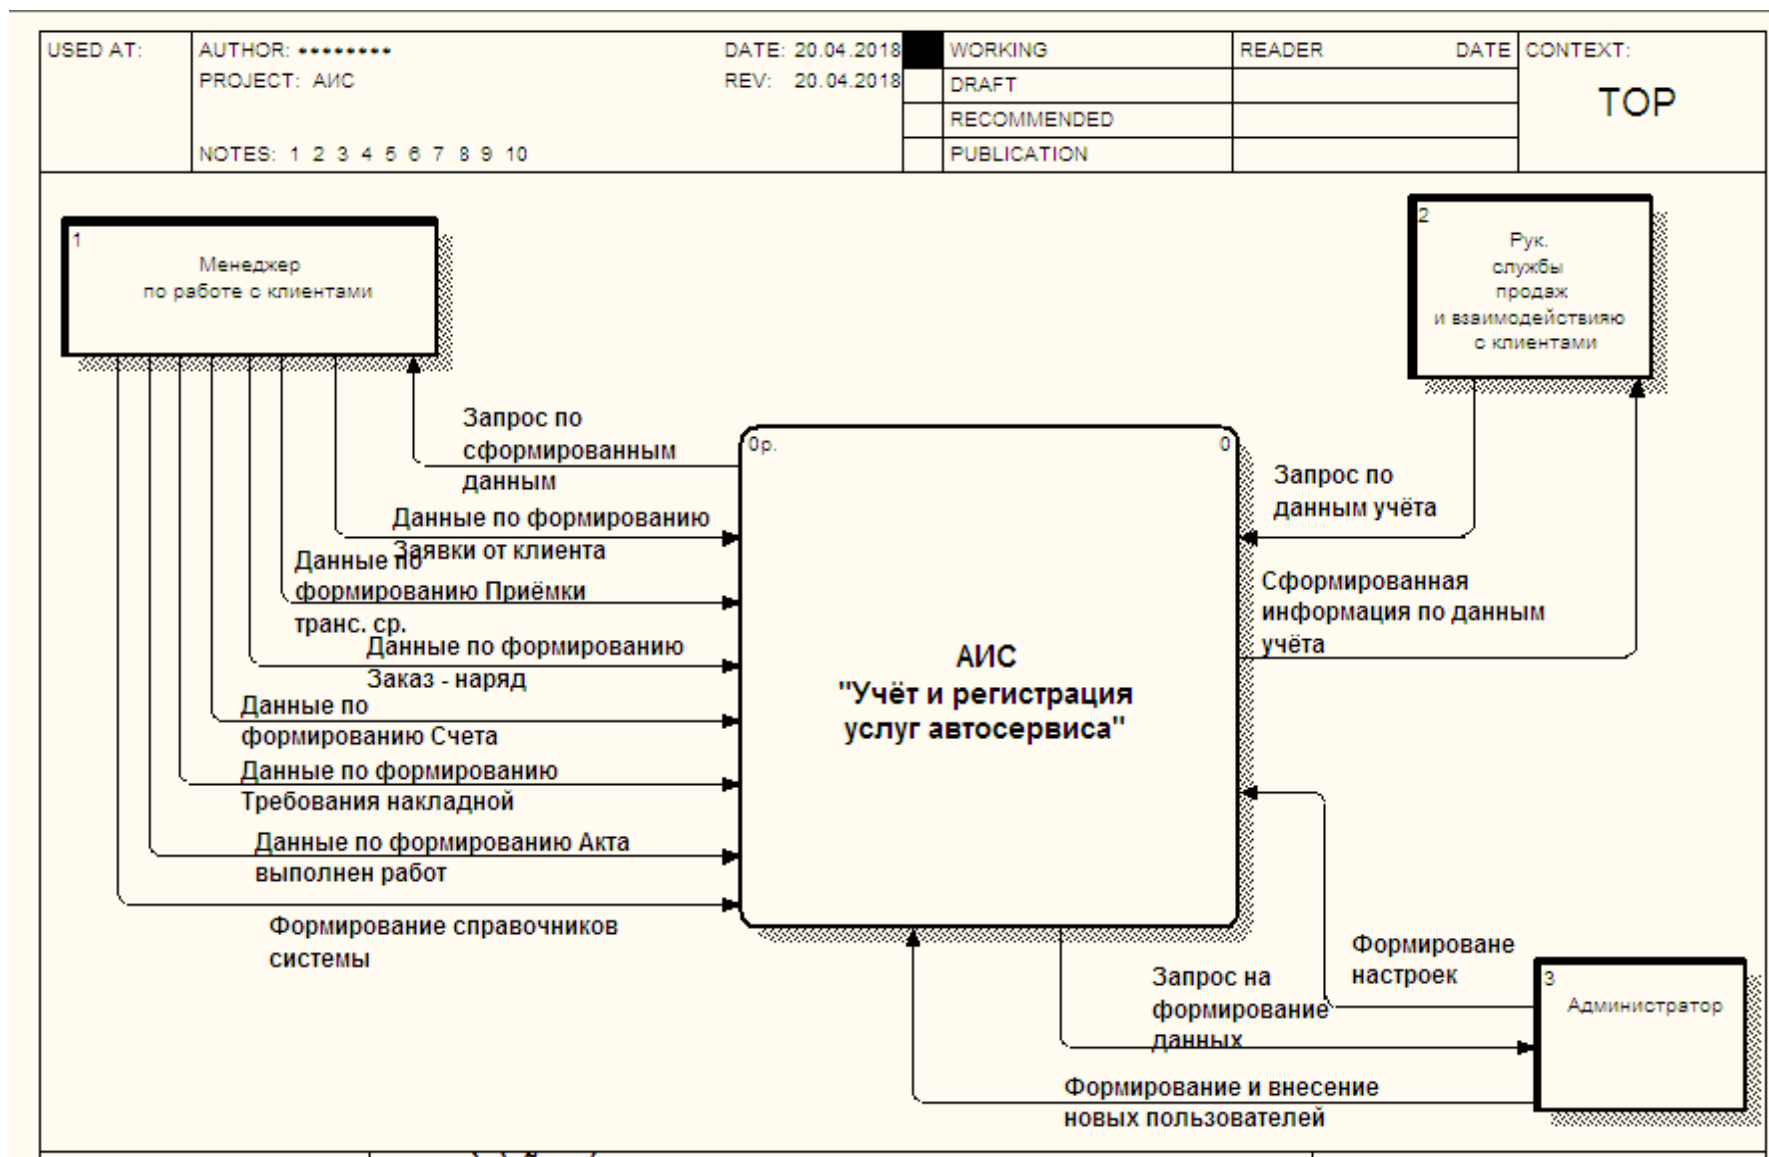 USED AT:
AUTHOR: ********
DATE: 20.04.2018
PROJECT: АИС
REV: 20.04.2018
NOTES: 1 2 3 4 5 6 7 8 9 10
WORKING
DRAFT
RECOMMENDED
PUBLICATION
READER
DATE
CONTEXT:
TOP
1
Менеджер
по работе с клиентами
2
Рук.
службы
продаж
и взаимодействияю
с клиентами
Запрос по
сформированным
данным
Данные по формированию
Заявки от клиента
Данные по
формированию Приёмки
транс. ср.
Данные по формированию
Заказ - наряд
Данные по
формированию Счета
Данные по формированию
Требования накладной
Данные по формированию Акта
выполнен работ
Формирование справочников
системы
0р.
0
АИС
"Учёт и регистрация
услуг автосервиса"
Запрос по
данным учёта
Сформированная
информация по данным
учёта
Формироване
настроек
Запрос на
формирование
данных
Формирование и внесение
новых пользователей
3
Администратор